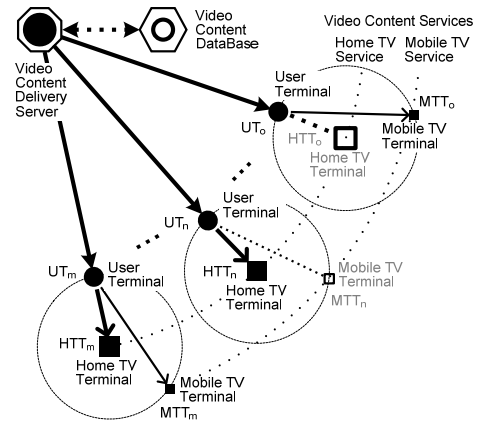 Video
Content
DataBase
Video Content Services
Home TV
Service
Mobile TV
Service
Video
Content
Delivery
Server
User
Terminal
MTTo
UTo
HTTo
Mobile TV
Terminal
Home TV
Terminal
User
Terminal
UTn
HTTn
Home TV
Terminal
Mobile TV
Terminal
MTTn
UTm
User
Terminal
HTTm
Home TV
Terminal
Mobile TV
Terminal
MTTm